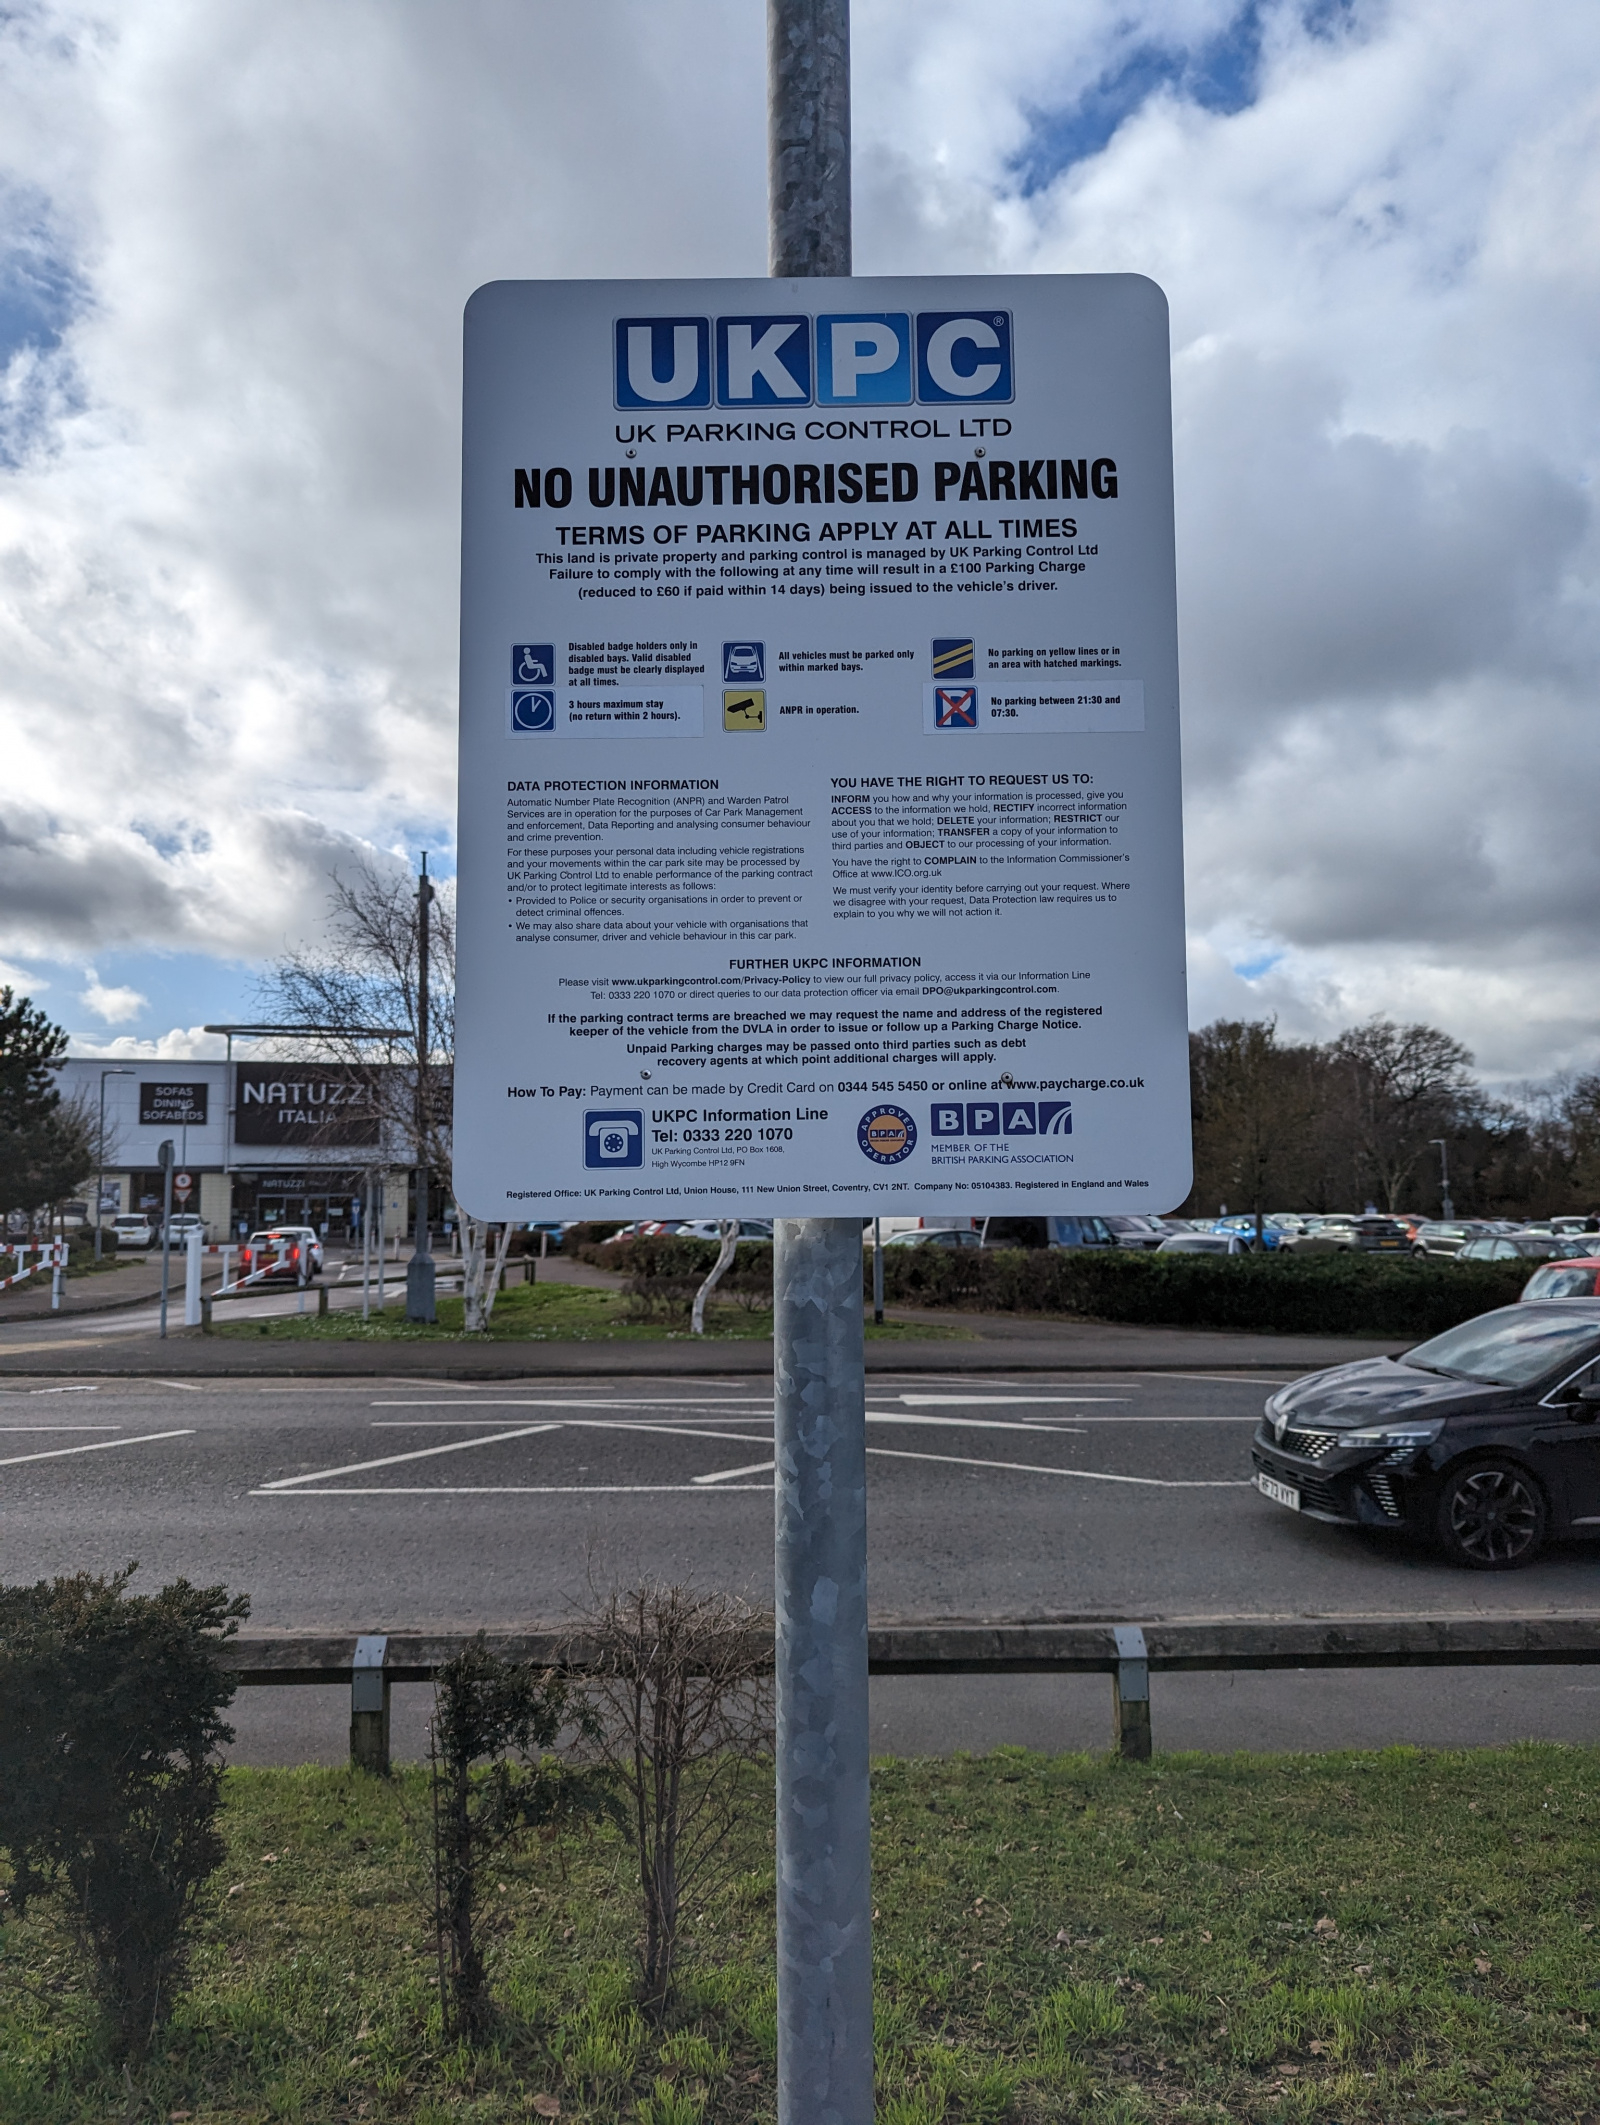 UKPC®
UK PARKING CONTROL LTD
NO UNAUTHORISED PARKING
TERMS OF PARKING APPLY AT ALL TIMES
This land is private property and parking control is managed by UK Parking Control Ltd
Failure to comply with the following at any time will result in a £100 Parking Charge
(reduced to £60 if paid within 14 days) being issued to the vehicle's driver.
Disabled badge holders only in
disabled bays. Valid disabled
badge must be clearly displayed
at all times.
All vehicles must be parked only
within marked bays.
No parking on yellow lines or in
an area with hatched markings.
3 hours maximum stay
(no return within 2 hours).
ANPR in operation.
P
No parking between 21:30 and
07:30.
DATA PROTECTION INFORMATION
Automatic Number Plate Recognition (ANPR) and Warden Patrol
Services are in operation for the purposes of Car Park Management
and enforcement, Data Reporting and analysing consumer behaviour
and crime prevention.
For these purposes your personal data including vehicle registrations
and your movements within the car park site may be processed by
UK Parking Control Ltd to enable performance of the parking contract
and/or to protect legitimate interests as follows:
• Provided to Police or security organisations in order to prevent or
detect criminal offences.
• We may also share data about your vehicle with organisations that
analyse consumer, driver and vehicle behaviour in this car park.
YOU HAVE THE RIGHT TO REQUEST US TO:
INFORM you how and why your information is processed, give you
ACCESS to the information we hold, RECTIFY incorrect information
about you that we hold; DELETE your information; RESTRICT our
use of your information; TRANSFER a copy of your information to
third parties and OBJECT to our processing of your information.
You have the right to COMPLAIN to the Information Commissioner's
Office at www.ICO.org.uk
We must verify your identity before carrying out your request. Where
we disagree with your request, Data Protection law requires us to
explain to you why we will not action it.
FURTHER UKPC INFORMATION
Please visit www.ukparkingcontrol.com/Privacy-Policy to view our full privacy policy, access it via our Information Line
Tel: 0333 220 1070 or direct queries to our data protection officer via email DPO@ukparkingcontrol.com.
If the parking contract terms are breached we may request the name and address of the registered
keeper of the vehicle from the DVLA in order to issue or follow up a Parking Charge Notice.
Unpaid Parking charges may be passed onto third parties such as debt
recovery agents at which point additional charges will apply.
How To Pay: Payment can be made by Credit Card on 0344 545 5450 or online at www.paycharge.co.uk
UKPC Information Line
Tel: 0333 220 1070
UK Parking Control Ltd, PO Box 1608,
High Wycombe HP12 9FN
APPROVED
BPA
OPERATOR
BPA
MEMBER OF THE
BRITISH PARKING ASSOCIATION
Registered Office: UK Parking Control Ltd, Union House, 111 New Union Street, Coventry, CV1 2NT. Company No: 05104383. Registered in England and Wales
SOFAS
DINING
SOFABEDS
NATUZZI
ITALIA
NATUZZI
5
RF73 VYT